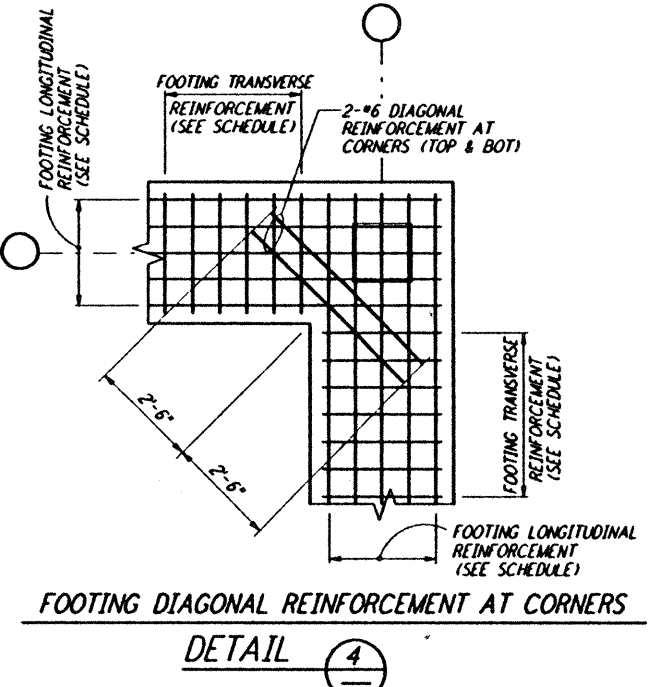 FOOTING LONGITUDINAL
REINFORCEMENT
(SEE SCHEDULE)
FOOTING TRANSVERSE
REINFORCEMENT
(SEE SCHEDULE)
2-#6 DIAGONAL
REINFORCEMENT AT
CORNERS (TOP & BOT)
2'-6"
2'-6"
FOOTING TRANSVERSE
REINFORCEMENT
(SEE SCHEDULE)
FOOTING LONGITUDINAL
REINFORCEMENT
(SEE SCHEDULE)
FOOTING DIAGONAL REINFORCEMENT AT CORNERS
DETAIL 4